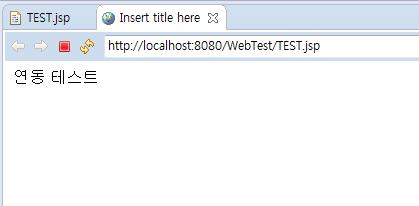 TEST.jsp Insert title here
http://localhost:8080/WebTest/TEST.jsp
연동 테스트